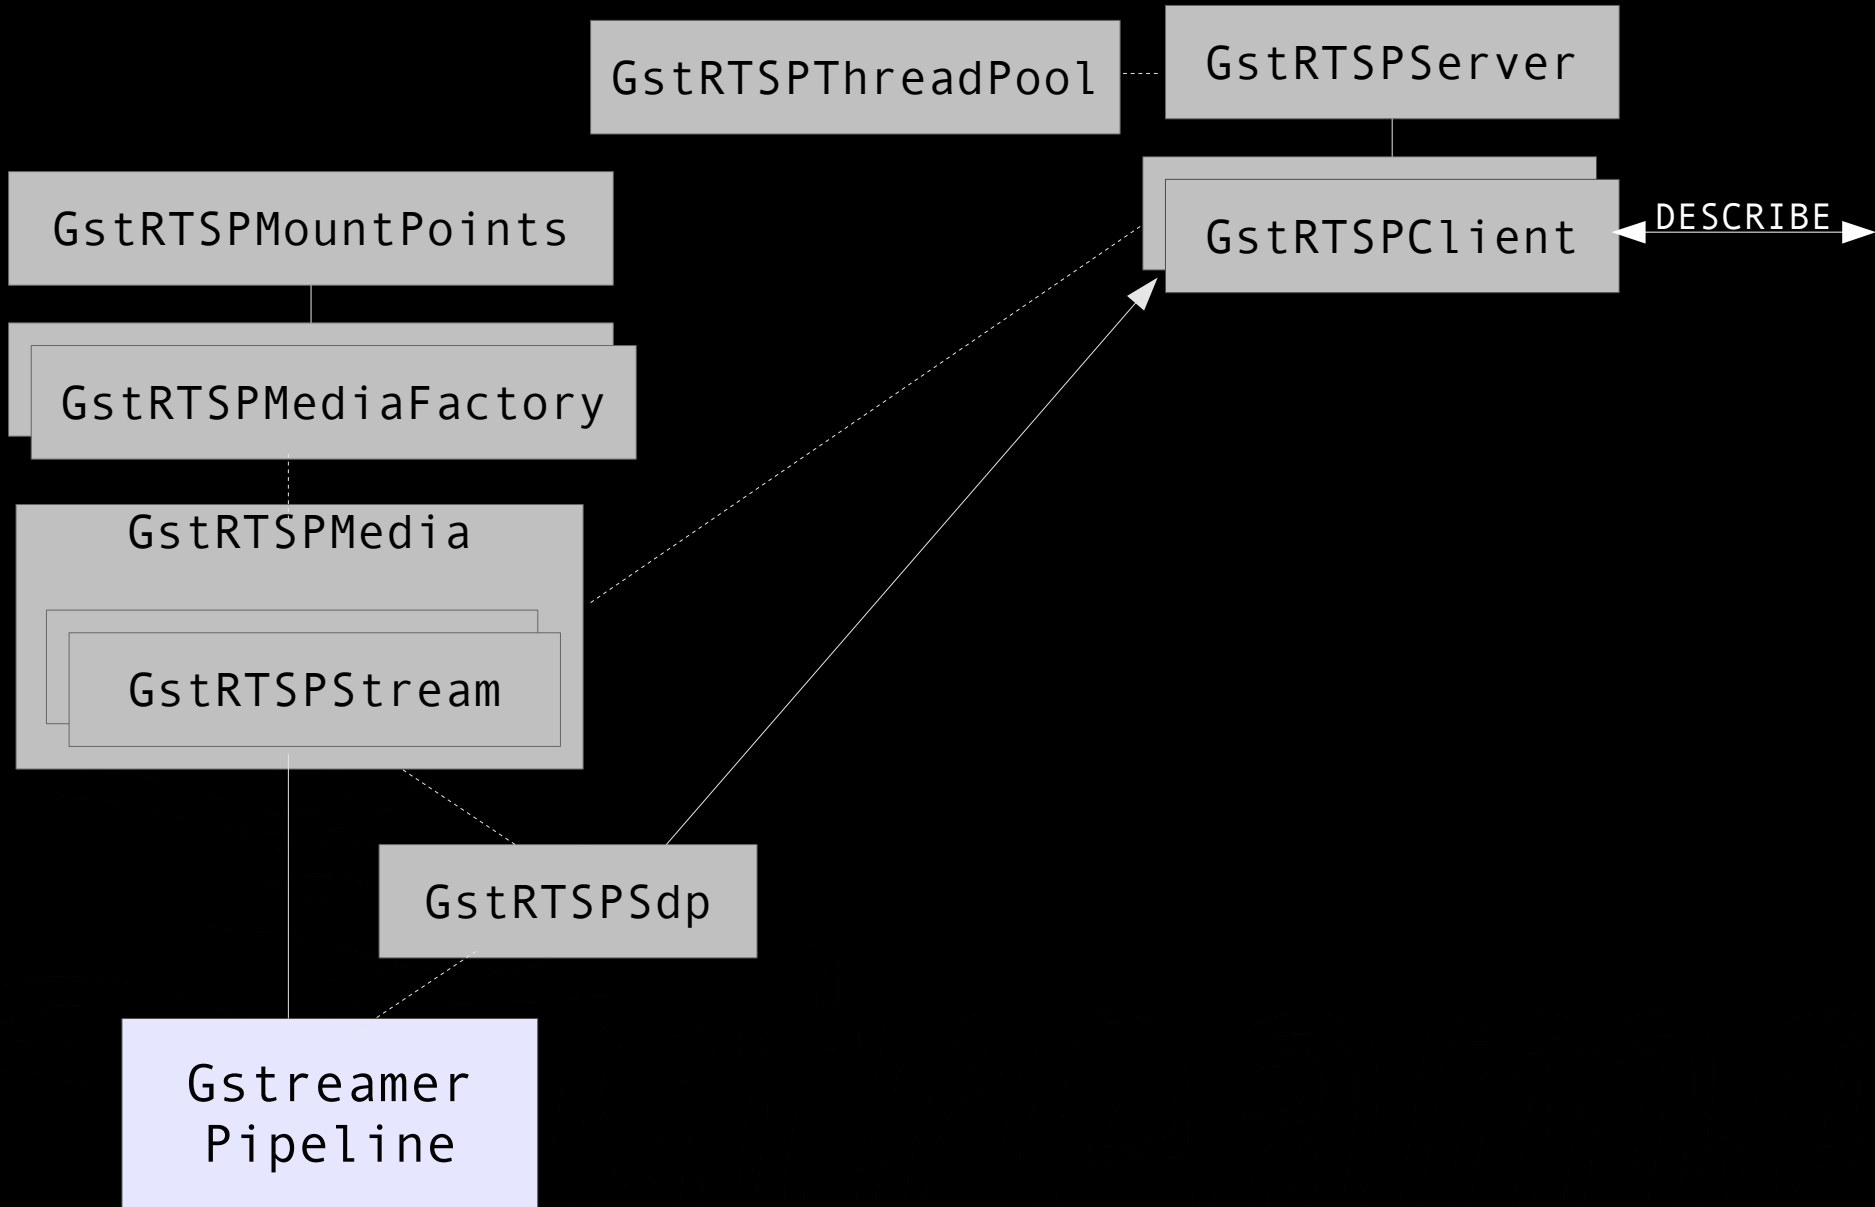 GstRTSPThreadPool
GstRTSPServer
GstRTSPMountPoints
GstRTSPClient
DESCRIBE
GstRTSPMediaFactory
GstRTSPMedia
GstRTSPStream
GstRTSPSdp
Gstreamer
Pipeline